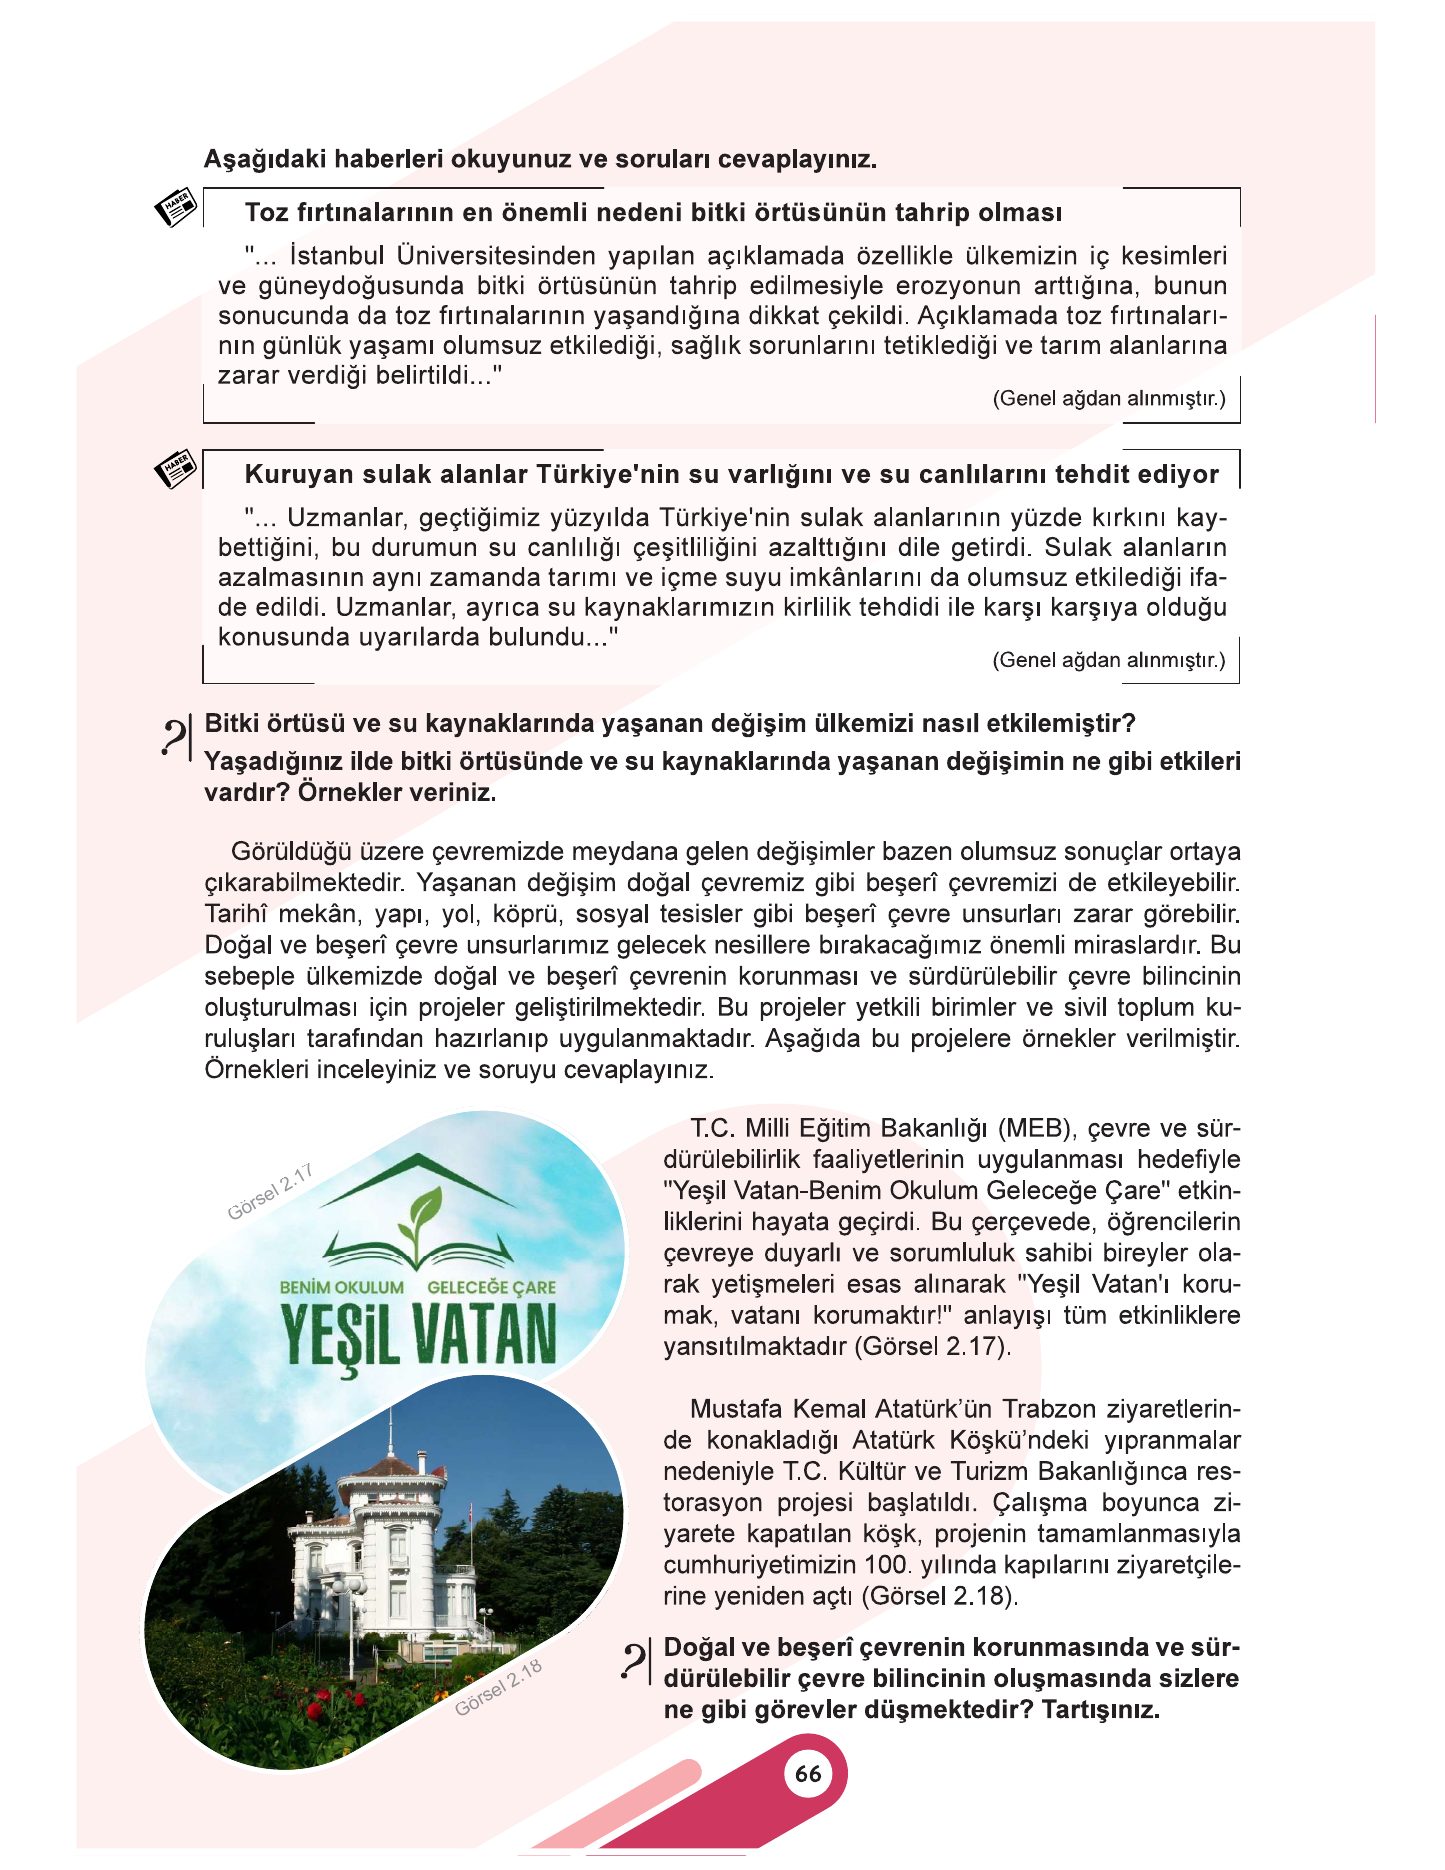 Aşağıdaki haberleri okuyunuz ve soruları cevaplayınız.
HABER
Toz fırtınalarının en önemli nedeni bitki örtüsünün tahrip olması
"... İstanbul Üniversitesinden yapılan açıklamada özellikle ülkemizin iç kesimleri
ve güneydoğusunda bitki örtüsünün tahrip edilmesiyle erozyonun arttığına, bunun
sonucunda da toz fırtınalarının yaşandığına dikkat çekildi. Açıklamada toz fırtınaları-
nın günlük yaşamı olumsuz etkilediği, sağlık sorunlarını tetiklediği ve tarım alanlarına
zarar verdiği belirtildi..."
(Genel ağdan alınmıştır.)
HABER
Kuruyan sulak alanlar Türkiye'nin su varlığını ve su canlılarını tehdit ediyor
"... Uzmanlar, geçtiğimiz yüzyılda Türkiye'nin sulak alanlarının yüzde kırkını kay-
bettiğini, bu durumun su canlılığı çeşitliliğini azalttığını dile getirdi. Sulak alanların
azalmasının aynı zamanda tarımı ve içme suyu imkânlarını da olumsuz etkilediği ifa-
de edildi. Uzmanlar, ayrıca su kaynaklarımızın kirlilik tehdidi ile karşı karşıya olduğu
konusunda uyarılarda bulundu..."
(Genel ağdan alınmıştır.)
Bitki örtüsü ve su kaynaklarında yaşanan değişim ülkemizi nasıl etkilemiştir?
Yaşadığınız ilde bitki örtüsünde ve su kaynaklarında yaşanan değişimin ne gibi etkileri
vardır? Örnekler veriniz.
Görüldüğü üzere çevremizde meydana gelen değişimler bazen olumsuz sonuçlar ortaya
çıkarabilmektedir. Yaşanan değişim doğal çevremiz gibi beşerî çevremizi de etkileyebilir.
Tarihî mekân, yapı, yol, köprü, sosyal tesisler gibi beşerî çevre unsurları zarar görebilir.
Doğal ve beşerî çevre unsurlarımız gelecek nesillere bırakacağımız önemli miraslardır. Bu
sebeple ülkemizde doğal ve beşerî çevrenin korunması ve sürdürülebilir çevre bilincinin
oluşturulması için projeler geliştirilmektedir. Bu projeler yetkili birimler ve sivil toplum ku-
ruluşları tarafından hazırlanıp uygulanmaktadır. Aşağıda bu projelere örnekler verilmiştir.
Örnekleri inceleyiniz ve soruyu cevaplayınız.
Görsel 2.17
BENİM OKULUM GELECEĞE ÇARE
YEŞİL VATAN
T.C. Milli Eğitim Bakanlığı (MEB), çevre ve sür-
dürülebilirlik faaliyetlerinin uygulanması hedefiyle
"Yeşil Vatan-Benim Okulum Geleceğe Çare" etkin-
liklerini hayata geçirdi. Bu çerçevede, öğrencilerin
çevreye duyarlı ve sorumluluk sahibi bireyler ola-
rak yetişmeleri esas alınarak "Yeşil Vatan'ı koru-
mak, vatanı korumaktır!" anlayışı tüm etkinliklere
yansıtılmaktadır (Görsel 2.17).
Mustafa Kemal Atatürk’ün Trabzon ziyaretlerin-
de konakladığı Atatürk Köşkü’ndeki yıpranmalar
nedeniyle T.C. Kültür ve Turizm Bakanlığınca res-
torasyon projesi başlatıldı. Çalışma boyunca zi-
yarete kapatılan köşk, projenin tamamlanmasıyla
cumhuriyetimizin 100. yılında kapılarını ziyaretçile-
rine yeniden açtı (Görsel 2.18).
Görsel 2.18
Doğal ve beşerî çevrenin korunmasında ve sür-
dürülebilir çevre bilincinin oluşmasında sizlere
ne gibi görevler düşmektedir? Tartışınız.
66